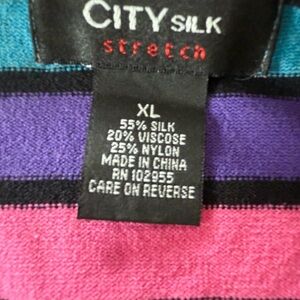 CITY SILK
stretch
XL
55% SILK
20% VISCOSE
25% NYLON
MADE IN CHINA
RN 102955
CARE ON REVERSE